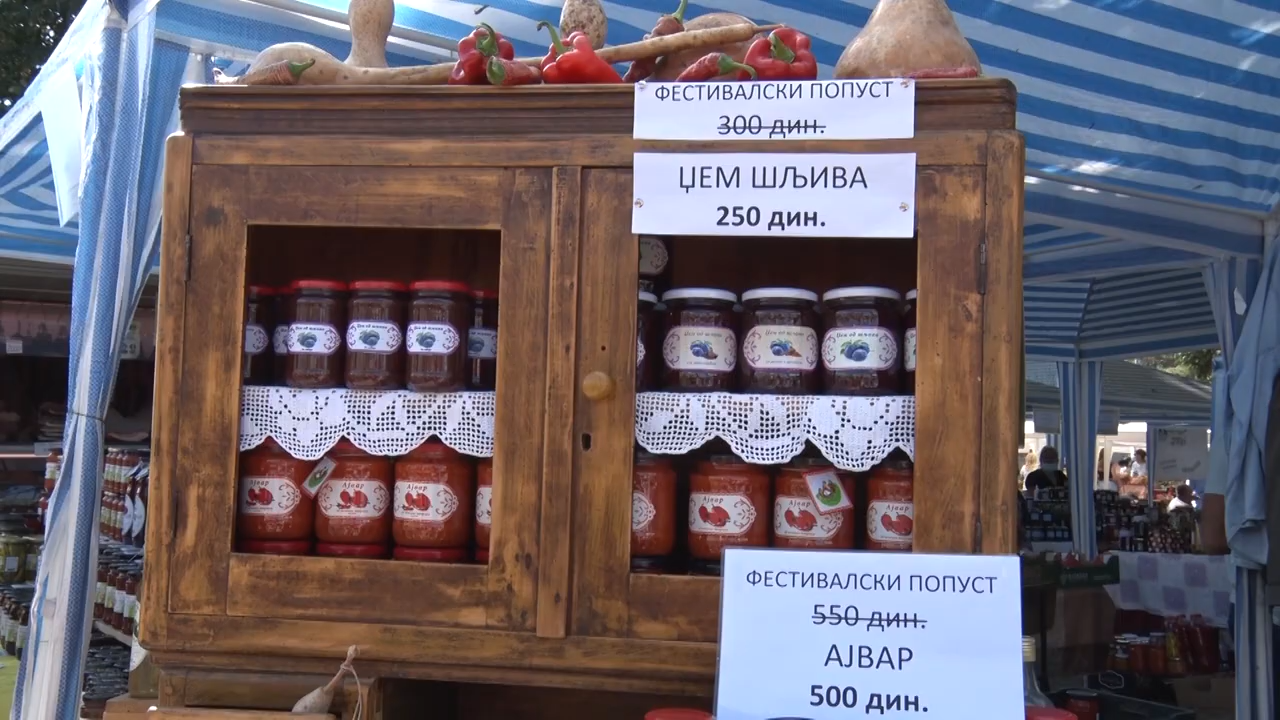 ФЕСТИВАЛСКИ ПОПУСТ
300 дин.
ЏЕМ ШЉИВА
250 дин.
Ајвар
Ајвар
Ајвар
Ајвар
Ајвар
Ајвар
ФЕСТИВАЛСКИ ПОПУСТ
550 дин.
АЈВАР
500 дин.